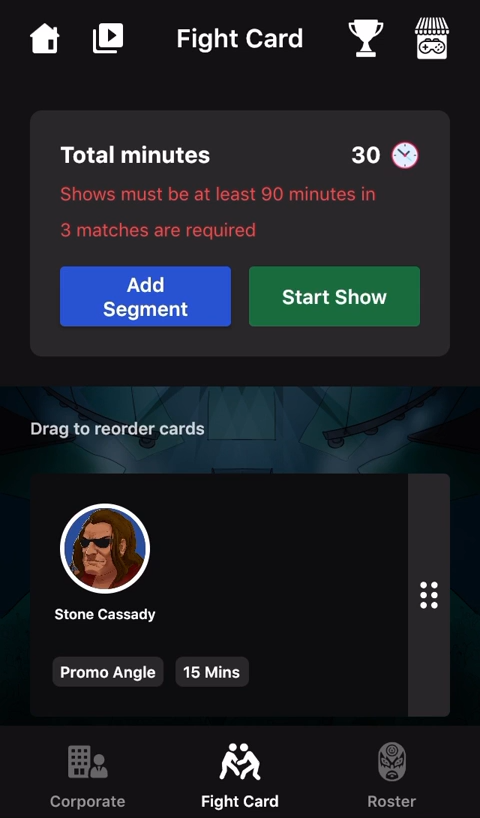 Fight Card
Total minutes 30
Shows must be at least 90 minutes in
3 matches are required
Add
Segment
Start Show
Drag to reorder cards
Stone Cassady
Promo Angle 15 Mins
Corporate Fight Card Roster